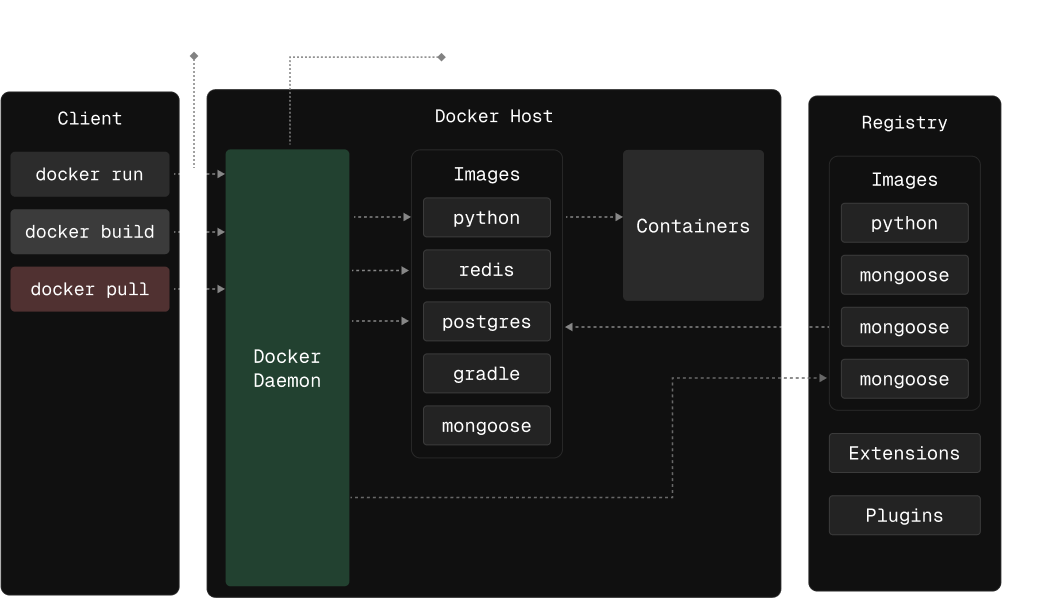 Client
docker run
docker build
docker pull
Docker Host
Docker
Daemon
Images
python
redis
postgres
gradle
mongoose
Containers
Registry
Images
python
mongoose
mongoose
mongoose
Extensions
Plugins